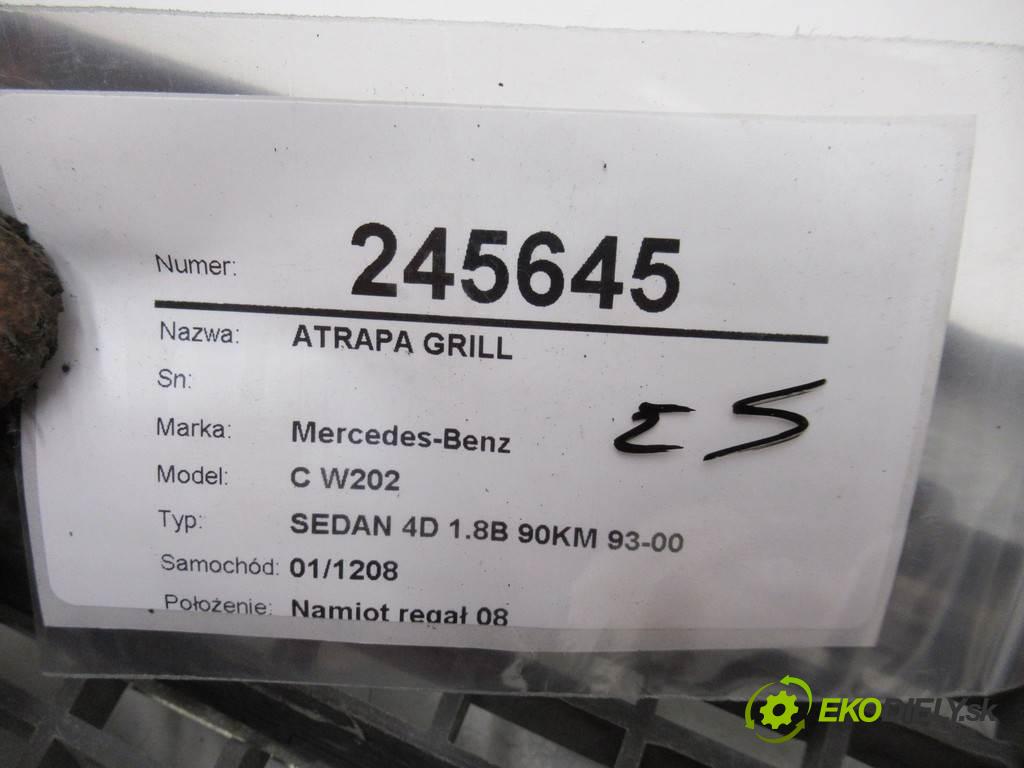 Numer: 245645
Nazwa: ATRAPA GRILL
Sn:
Marka: Mercedes-Benz
Model: C W202
Typ: SEDAN 4D 1.8B 90KM 93-00
Samochód: 01/1208
Położenie: Namiot regał 08
EKODIELY.sk